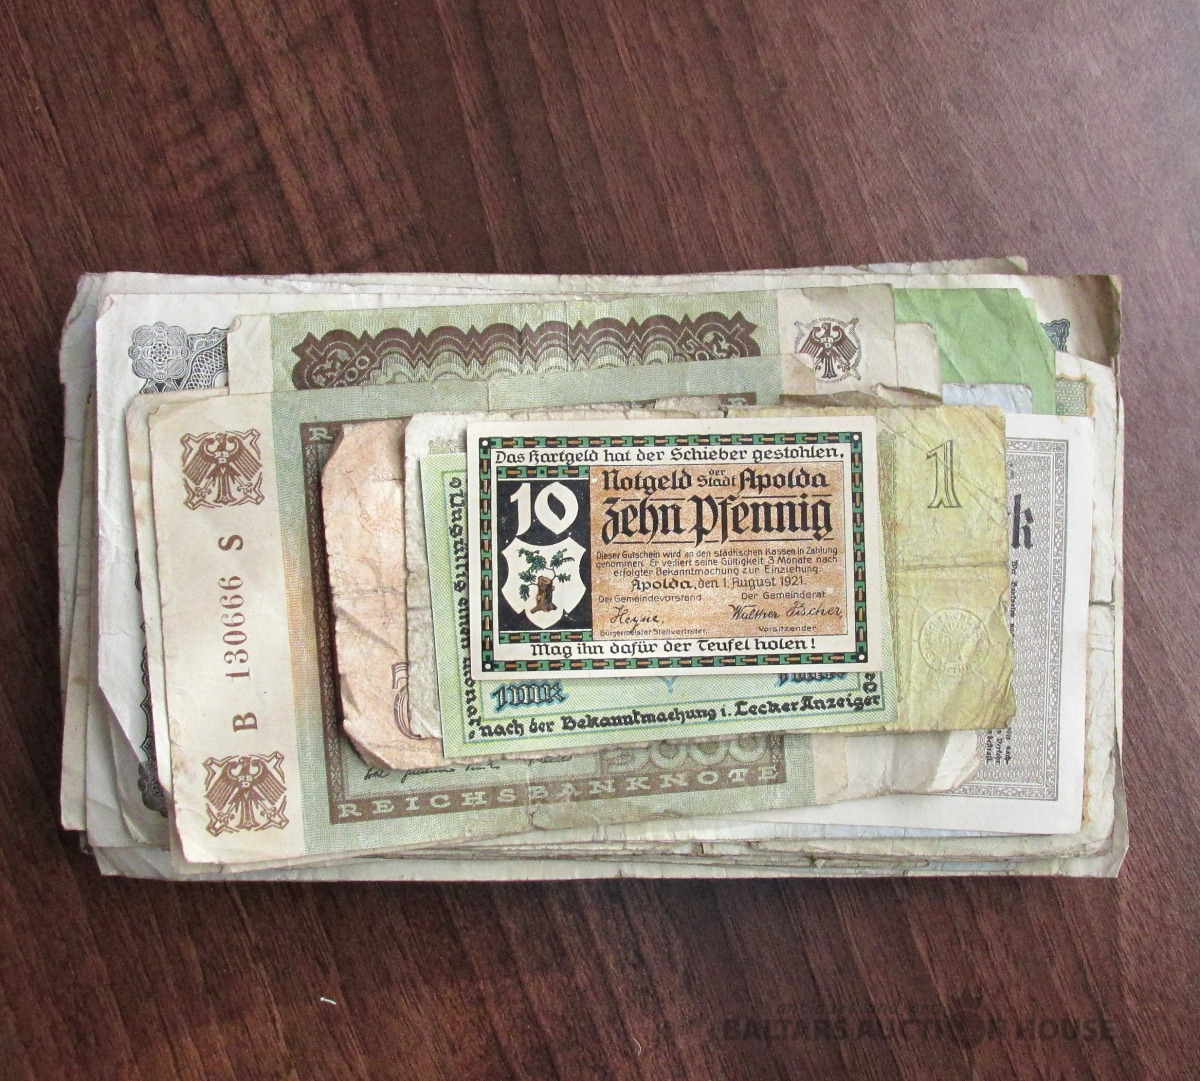 Das Hartgeld hat der Schieber gestohlen,
10
Notgeld der Stadt Apolda
Zehn Pfennig
Dieser Gutschein wird an den städtischen Kassen in Zahlung
genommen. Er verliert seine Gültigkeit 3 Monate nach
erfolgter Bekanntmachung zur Einziehung.
Apolda, den 1. August 1921.
Der Gemeindevorstand Der Gemeinderat
Heyne, Walther Fischer,
Bürgermeister Stellvertreter. Vorsitzender
Mag ihn dafür der Teufel holen!
nach der Bekanntmachung i. Lecker Anzeiger
1
B 130666 S
5000
REICHSBANKNOTE
BALTARS AUCTION HOUSE